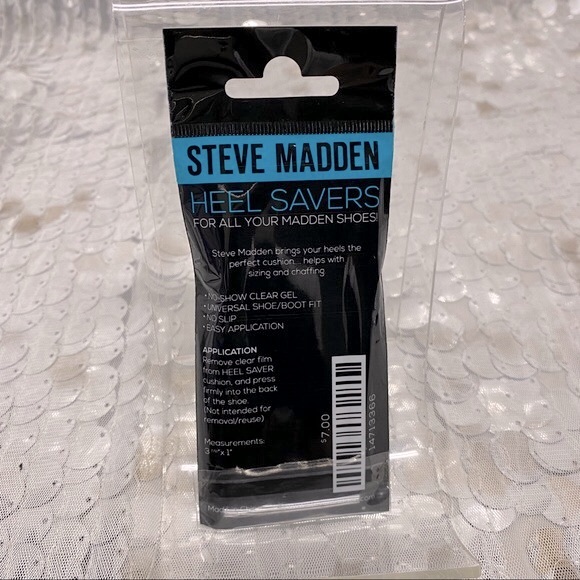 STEVE MADDEN
HEEL SAVERS
FOR ALL YOUR MADDEN SHOES!
Steve Madden brings your heels the
perfect cushion... helps with
sizing and chaffing
• NO-SHOW CLEAR GEL
• UNIVERSAL SHOE/BOOT FIT
• NO SLIP
• EASY APPLICATION
APPLICATION
Remove clear film
from HEEL SAVER
cushion, and press
firmly into the back
of the shoe.
(Not intended for
removal/reuse)
Measurements:
x 1"
$7.00
14713366